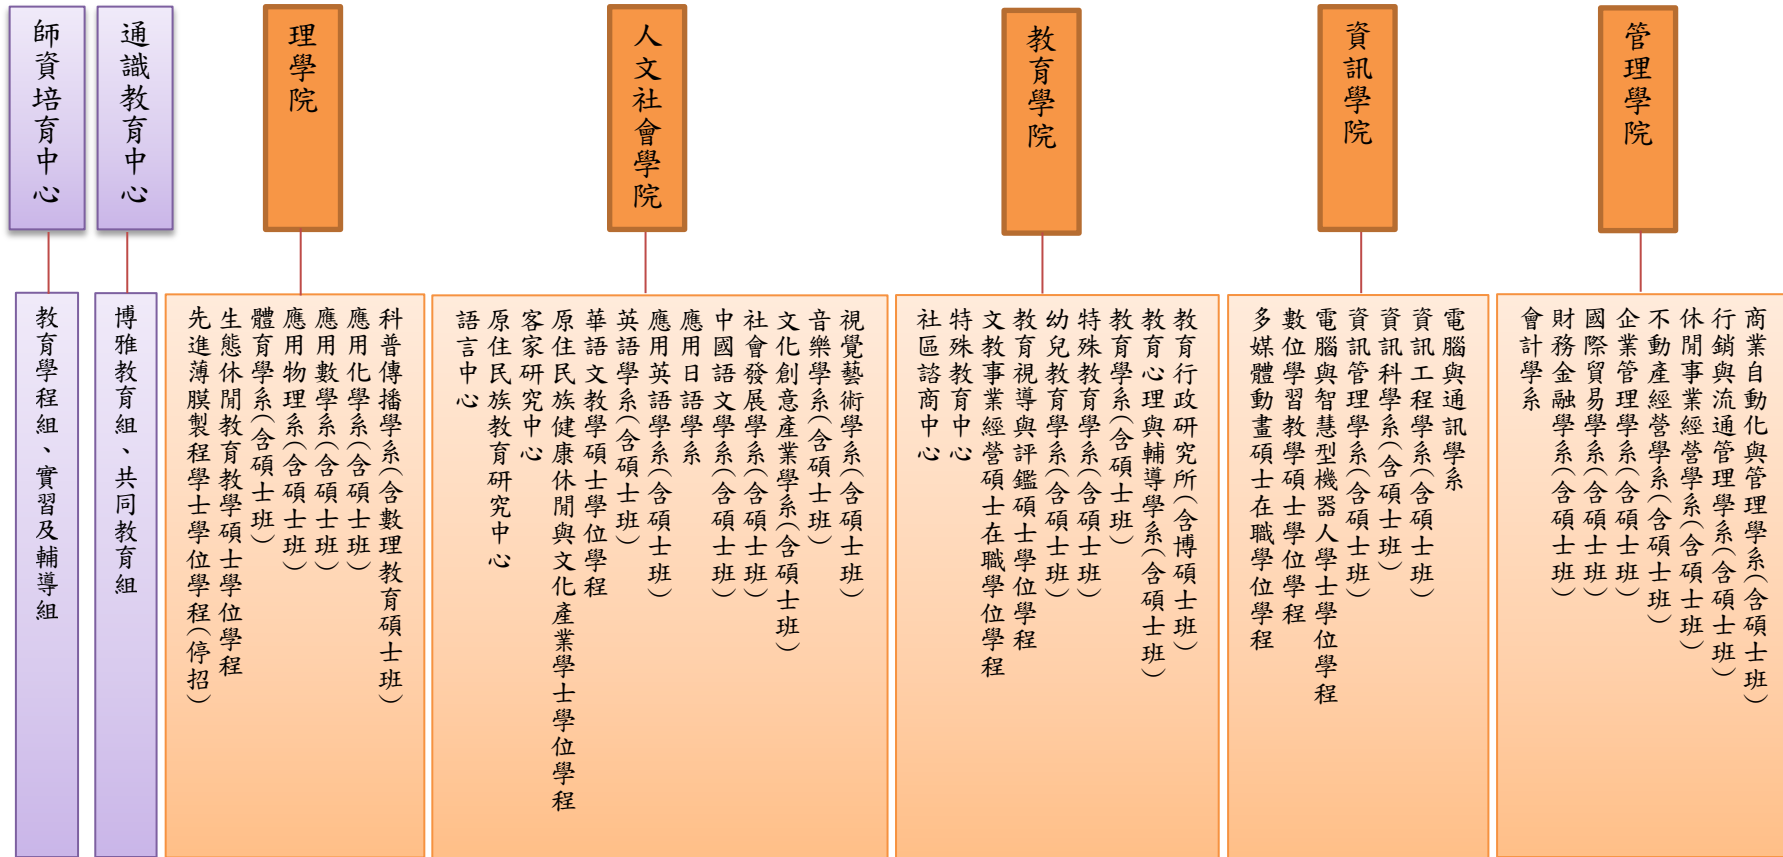 管理學院
商業自動化與管理學系(含碩士班)
行銷與流通管理學系(含碩士班)
休閒事業經營學系(含碩士班)
不動產經營學系(含碩士班)
企業管理學系(含碩士班)
國際貿易學系(含碩士班)
財務金融學系(含碩士班)
會計學系
資訊學院
電腦與通訊學系
資訊工程學系(含碩士班)
資訊科學系(含碩士班)
資訊管理學系(含碩士班)
電腦與智慧型機器人學士學位學程
數位學習教學碩士學位學程
多媒體動畫碩士在職學位學程
教育學院
教育行政研究所(含博碩士班)
教育心理與輔導學系(含碩士班)
教育學系(含碩士班)
特殊教育學系(含碩士班)
幼兒教育學系(含碩士班)
教育視導與評鑑碩士學位學程
文教事業經營碩士在職學位學程
特殊教育中心
社區諮商中心
人文社會學院
視覺藝術學系(含碩士班)
音樂學系(含碩士班)
文化創意產業學系(含碩士班)
社會發展學系(含碩士班)
中國語文學系(含碩士班)
應用日語學系
應用英語學系(含碩士班)
英語學系(含碩士班)
華語文教學碩士學位學程
原住民族健康休閒與文化產業學士學位學程
客家研究中心
原住民族教育研究中心
語言中心
理學院
科普傳播學系(含數理教育碩士班)
應用化學系(含碩士班)
應用數學系(含碩士班)
應用物理系(含碩士班)
體育學系(含碩士班)
生態休閒教育教學碩士學位學程
先進薄膜製程學士學位學程(停招)
通識教育中心
博雅教育組、共同教育組
師資培育中心
教育學程組、實習及輔導組